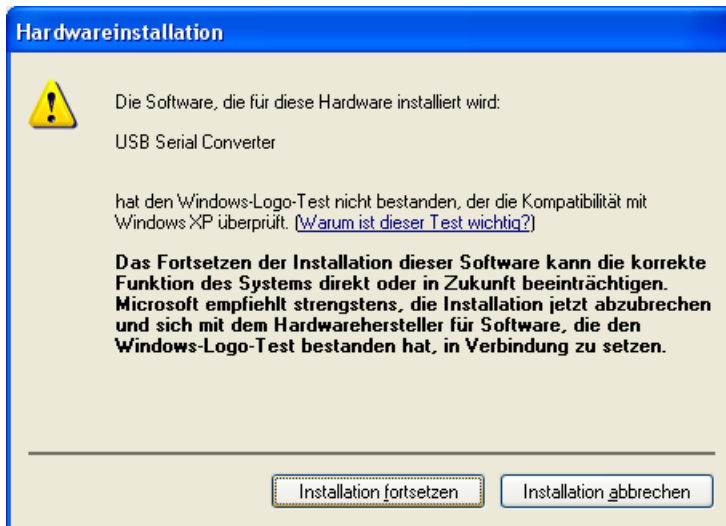 Hardwareinstallation
Die Software, die für diese Hardware installiert wird:
USB Serial Converter
hat den Windows-Logo-Test nicht bestanden, der die Kompatibilität mit
Windows XP überprüft. (Warum ist dieser Test wichtig?)
Das Fortsetzen der Installation dieser Software kann die korrekte
Funktion des Systems direkt oder in Zukunft beeinträchtigen.
Microsoft empfiehlt strengstens, die Installation jetzt abzubrechen
und sich mit dem Hardwarehersteller für Software, die den
Windows-Logo-Test bestanden hat, in Verbindung zu setzen.
Installation fortsetzen Installation abbrechen